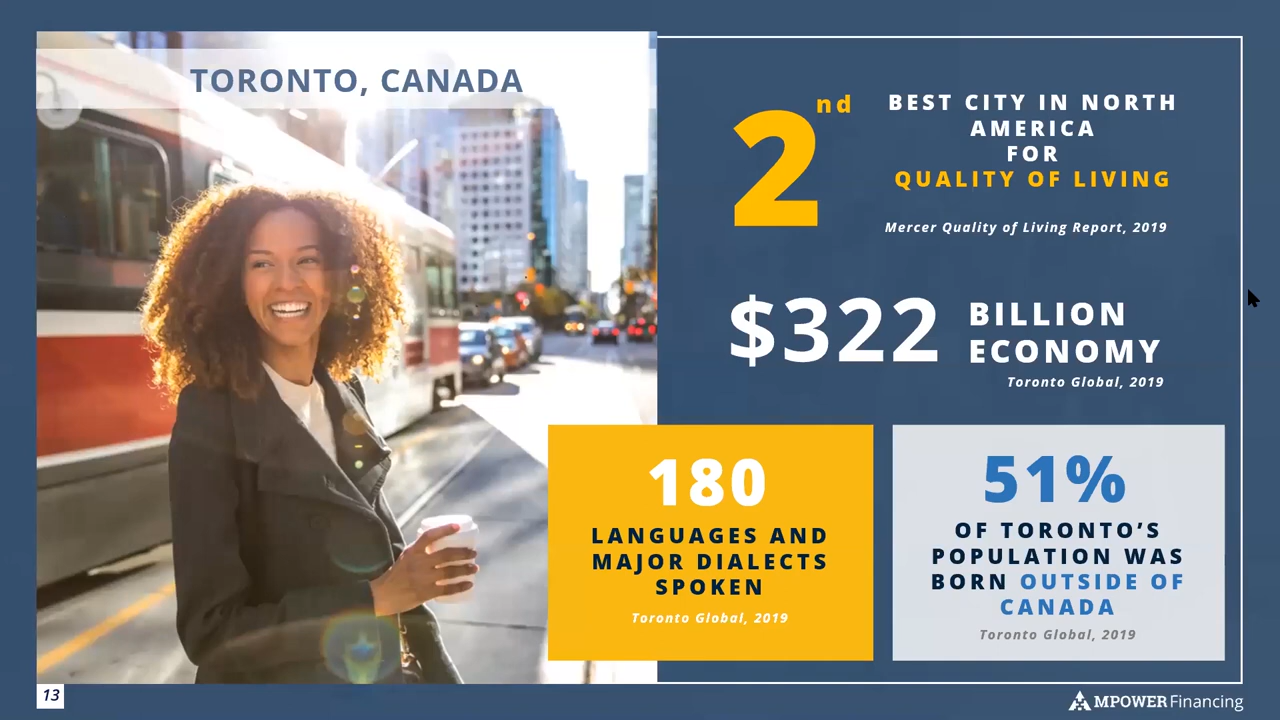 TORONTO, CANADA
2nd
BEST CITY IN NORTH
AMERICA
FOR
QUALITY OF LIVING
Mercer Quality of Living Report, 2019
$322
BILLION
ECONOMY
Toronto Global, 2019
180
LANGUAGES AND
MAJOR DIALECTS
SPOKEN
Toronto Global, 2019
51%
OF TORONTO’S
POPULATION WAS
BORN OUTSIDE OF
CANADA
Toronto Global, 2019
13
MPOWER Financing